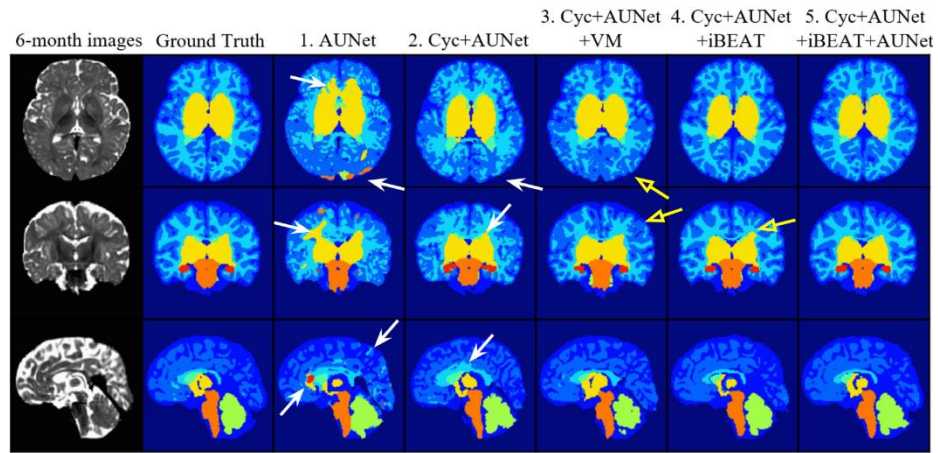 6-month images
Ground Truth
1. AUNet
2. Cyc+AUNet
3. Cyc+AUNet
+VM
4. Cyc+AUNet
+iBEAT
5. Cyc+AUNet
+iBEAT+AUNet